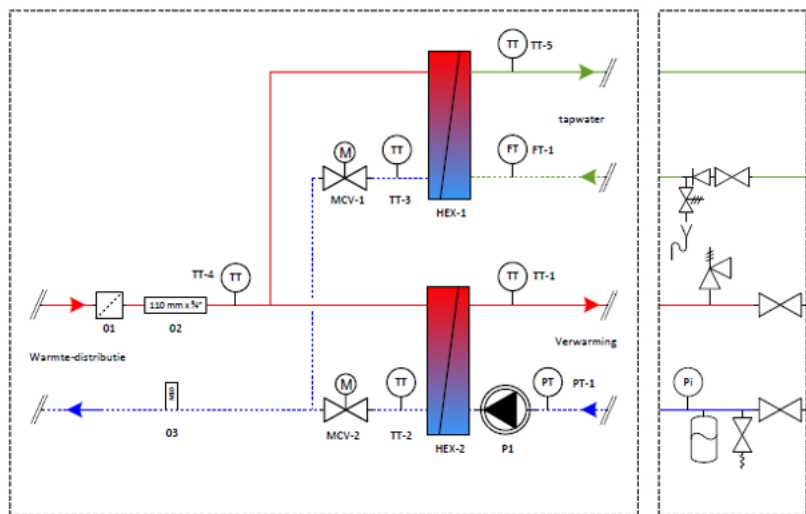 TT TT-5
tapwater
M TT FT FT-1
MCV-1 TT-3 HEX-1
TT-4 TT TT TT-1
110 mm x ¾"
01 02
Warmte-distributie Verwarming
M10 M TT PT PT-1 Pi
03 MCV-2 TT-2 HEX-2 P1